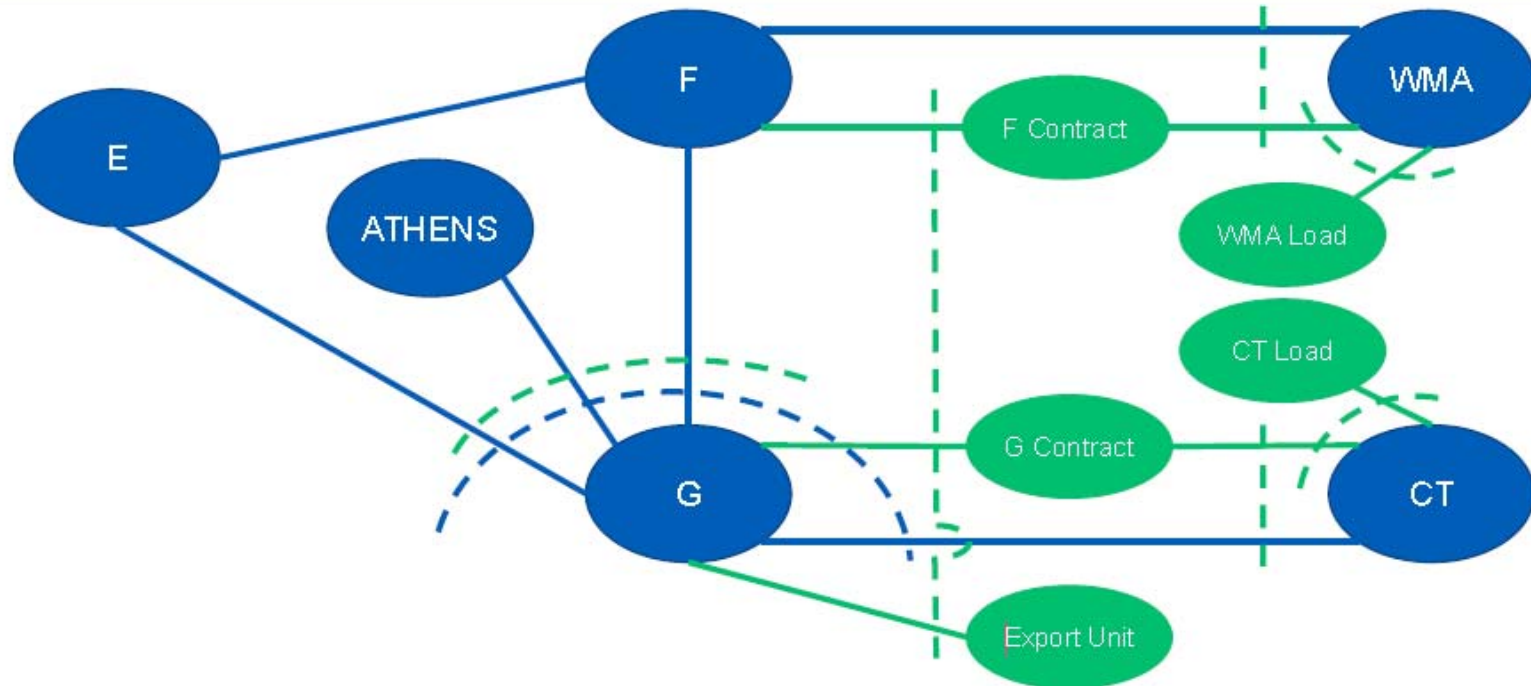 F
WMA
E
F Contract
ATHENS
WMA Load
CT Load
G Contract
G
CT
Export Unit